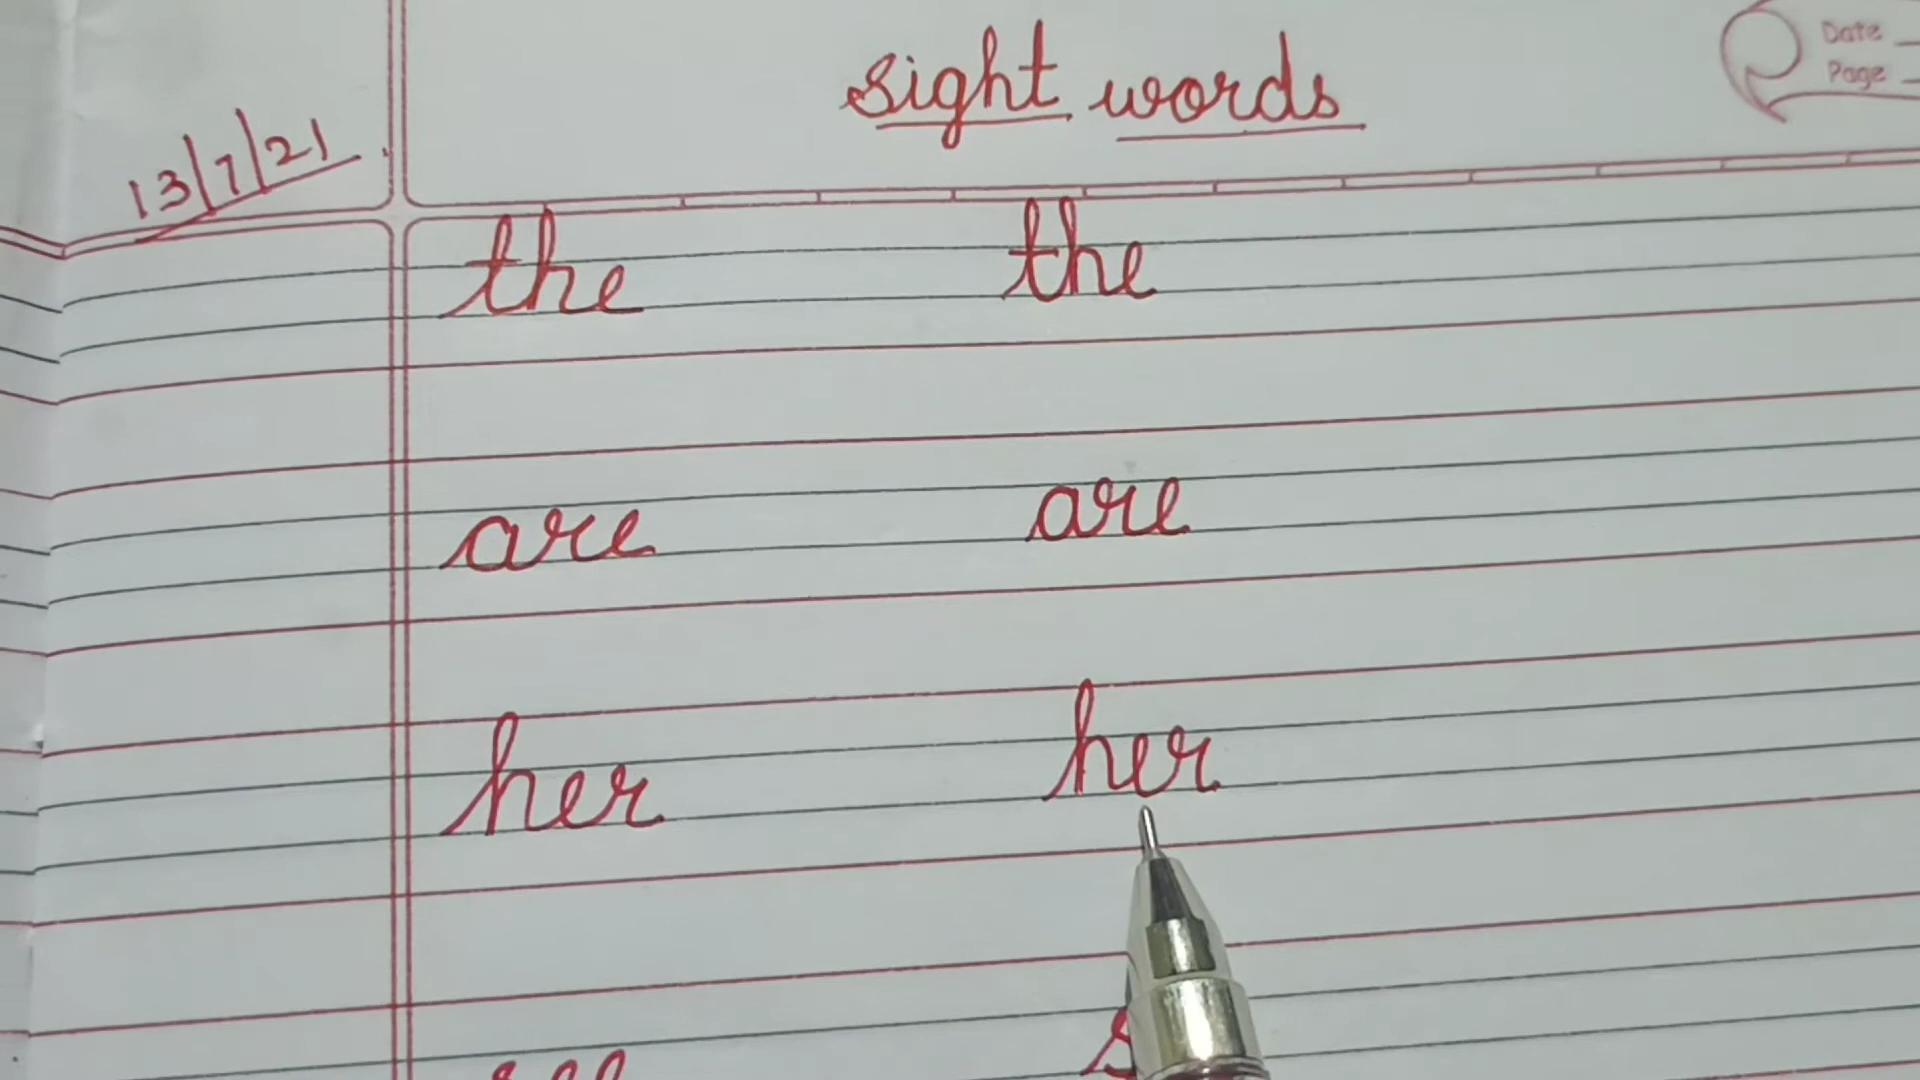 sight words
Date
Page
13/7/21
the the
are are
her her